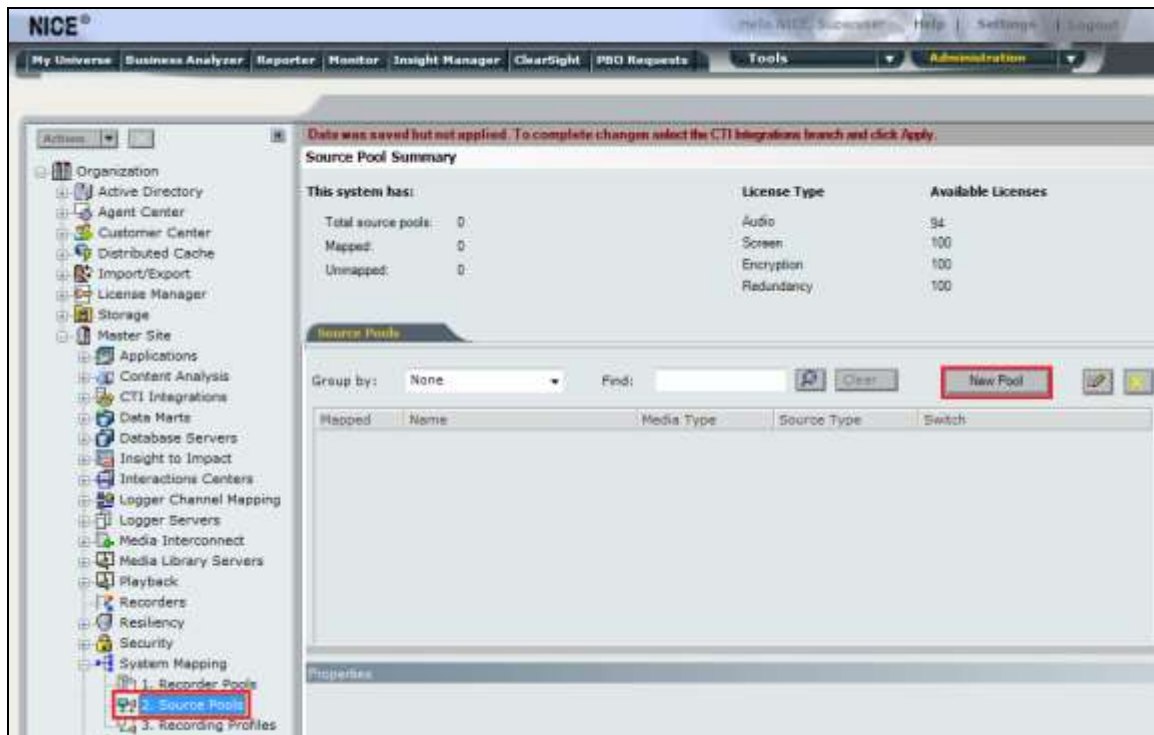 NICE®
Hello NICE, Superuser Help | Settings | Logout
My Universe Business Analyzer Reporter Monitor Insight Manager ClearSight PBO Requests Tools Administration
Actions
Data was saved but not applied. To complete changes select the CTI Integrations branch and click Apply.
Source Pool Summary
This system has: License Type Available Licenses
Total source pools: 0 Audio 94
Mapped: 0 Screen 100
Unmapped: 0 Encryption 100
Redundancy 100
Source Pools
Group by: None Find: Clear New Pool
Mapped Name Media Type Source Type Switch
Properties
Organization
Active Directory
Agent Center
Customer Center
Distributed Cache
Import/Export
License Manager
Storage
Master Site
Applications
Content Analysis
CTI Integrations
Data Marts
Database Servers
Insight to Impact
Interactions Centers
Logger Channel Mapping
Logger Servers
Media Interconnect
Media Library Servers
Playback
Recorders
Resiliency
Security
System Mapping
1. Recorder Pools
2. Source Pools
3. Recording Profiles